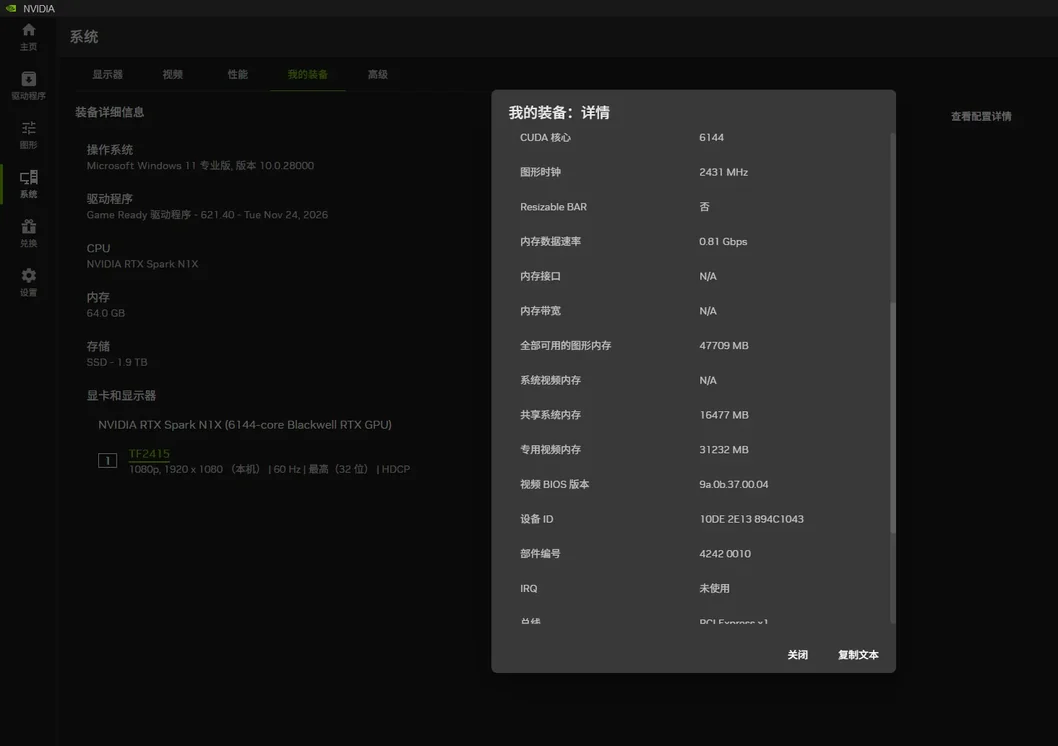 NVIDIA
主页
驱动程序
图形
系统
兑换
设置
系统
显示器 视频 性能 我的装备 高级
装备详细信息
查看配置详情
操作系统
Microsoft Windows 11 专业版, 版本 10.0.28000
驱动程序
Game Ready 驱动程序 - 621.40 - Tue Nov 24, 2026
CPU
NVIDIA RTX Spark N1X
内存
64.0 GB
存储
SSD - 1.9 TB
显卡和显示器
NVIDIA RTX Spark N1X (6144-core Blackwell RTX GPU)
1
TF2415
1080p, 1920 x 1080 （本机） | 60 Hz | 最高（32 位） | HDCP
我的装备：详情
CUDA 核心 6144
图形时钟 2431 MHz
Resizable BAR 否
内存数据速率 0.81 Gbps
内存接口 N/A
内存带宽 N/A
全部可用的图形内存 47709 MB
系统视频内存 N/A
共享系统内存 16477 MB
专用视频内存 31232 MB
视频 BIOS 版本 9a.0b.37.00.04
设备 ID 10DE 2E13 894C1043
部件编号 4242 0010
IRQ 未使用
总线 PCI Express x1
关闭 复制文本